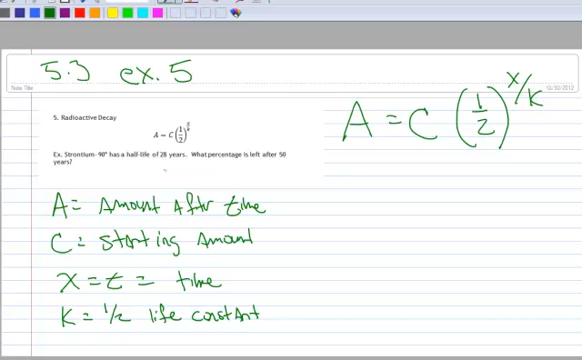 5.3 ex. 5
Note Title
10/30/2012
5. Radioactive Decay
A = C(1/2)^(x/k)
Ex. Strontium-90° has a half-life of 28 years. What percentage is left after 50
years?
A = C (1/2)^x/K
A = Amount After time
C = Starting Amount
x = t = time
K = 1/2 life constant